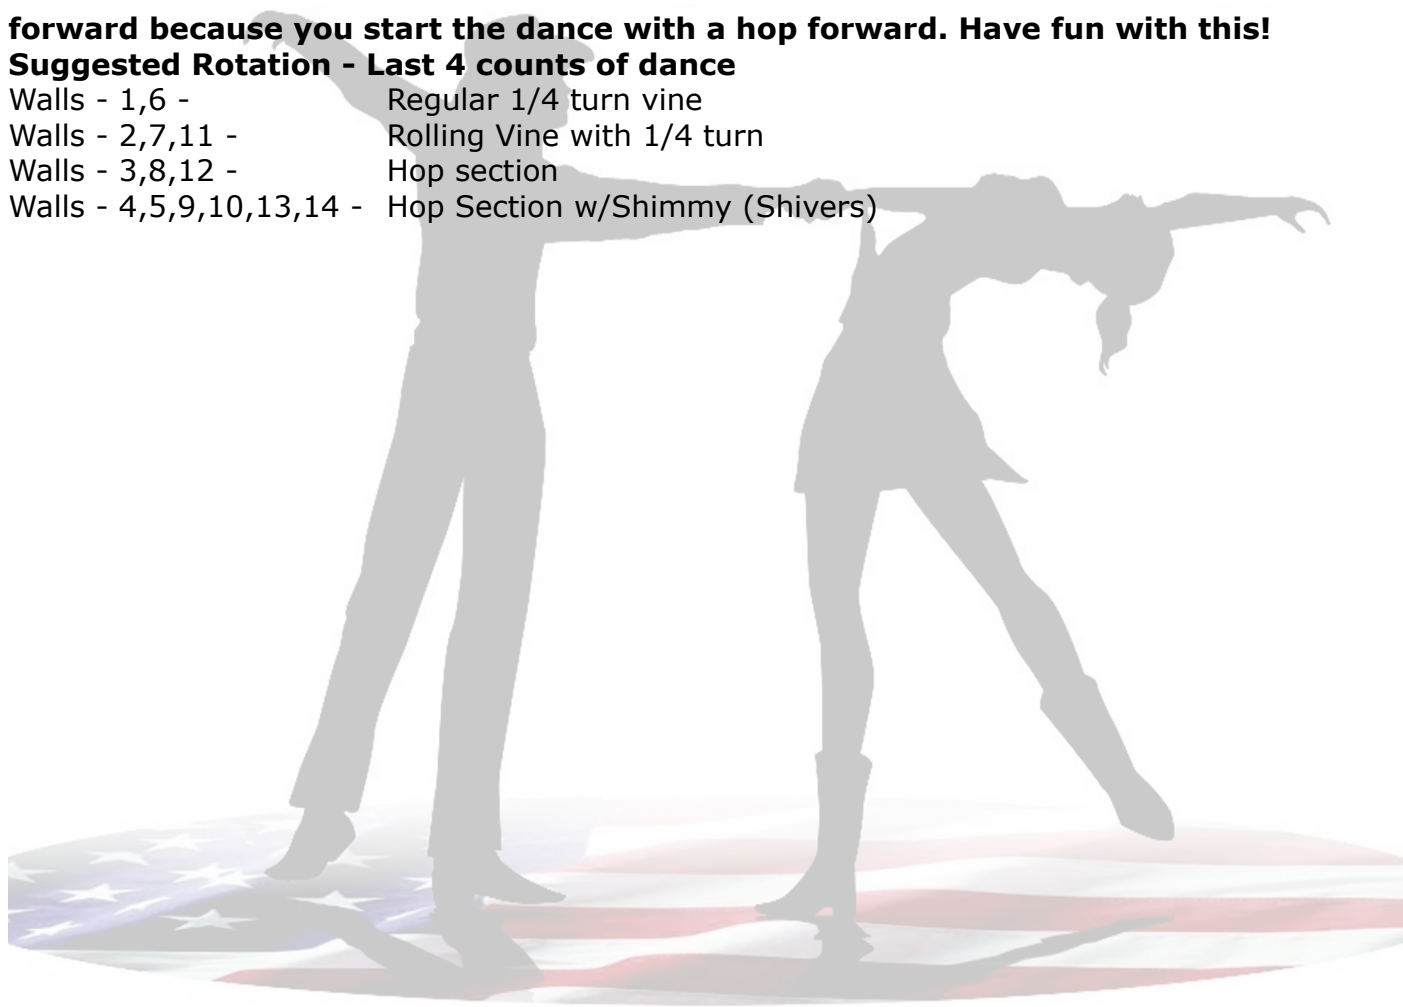 forward because you start the dance with a hop forward. Have fun with this!
Suggested Rotation - Last 4 counts of dance
Walls - 1,6 - Regular 1/4 turn vine
Walls - 2,7,11 - Rolling Vine with 1/4 turn
Walls - 3,8,12 - Hop section
Walls - 4,5,9,10,13,14 - Hop Section w/Shimmy (Shivers)